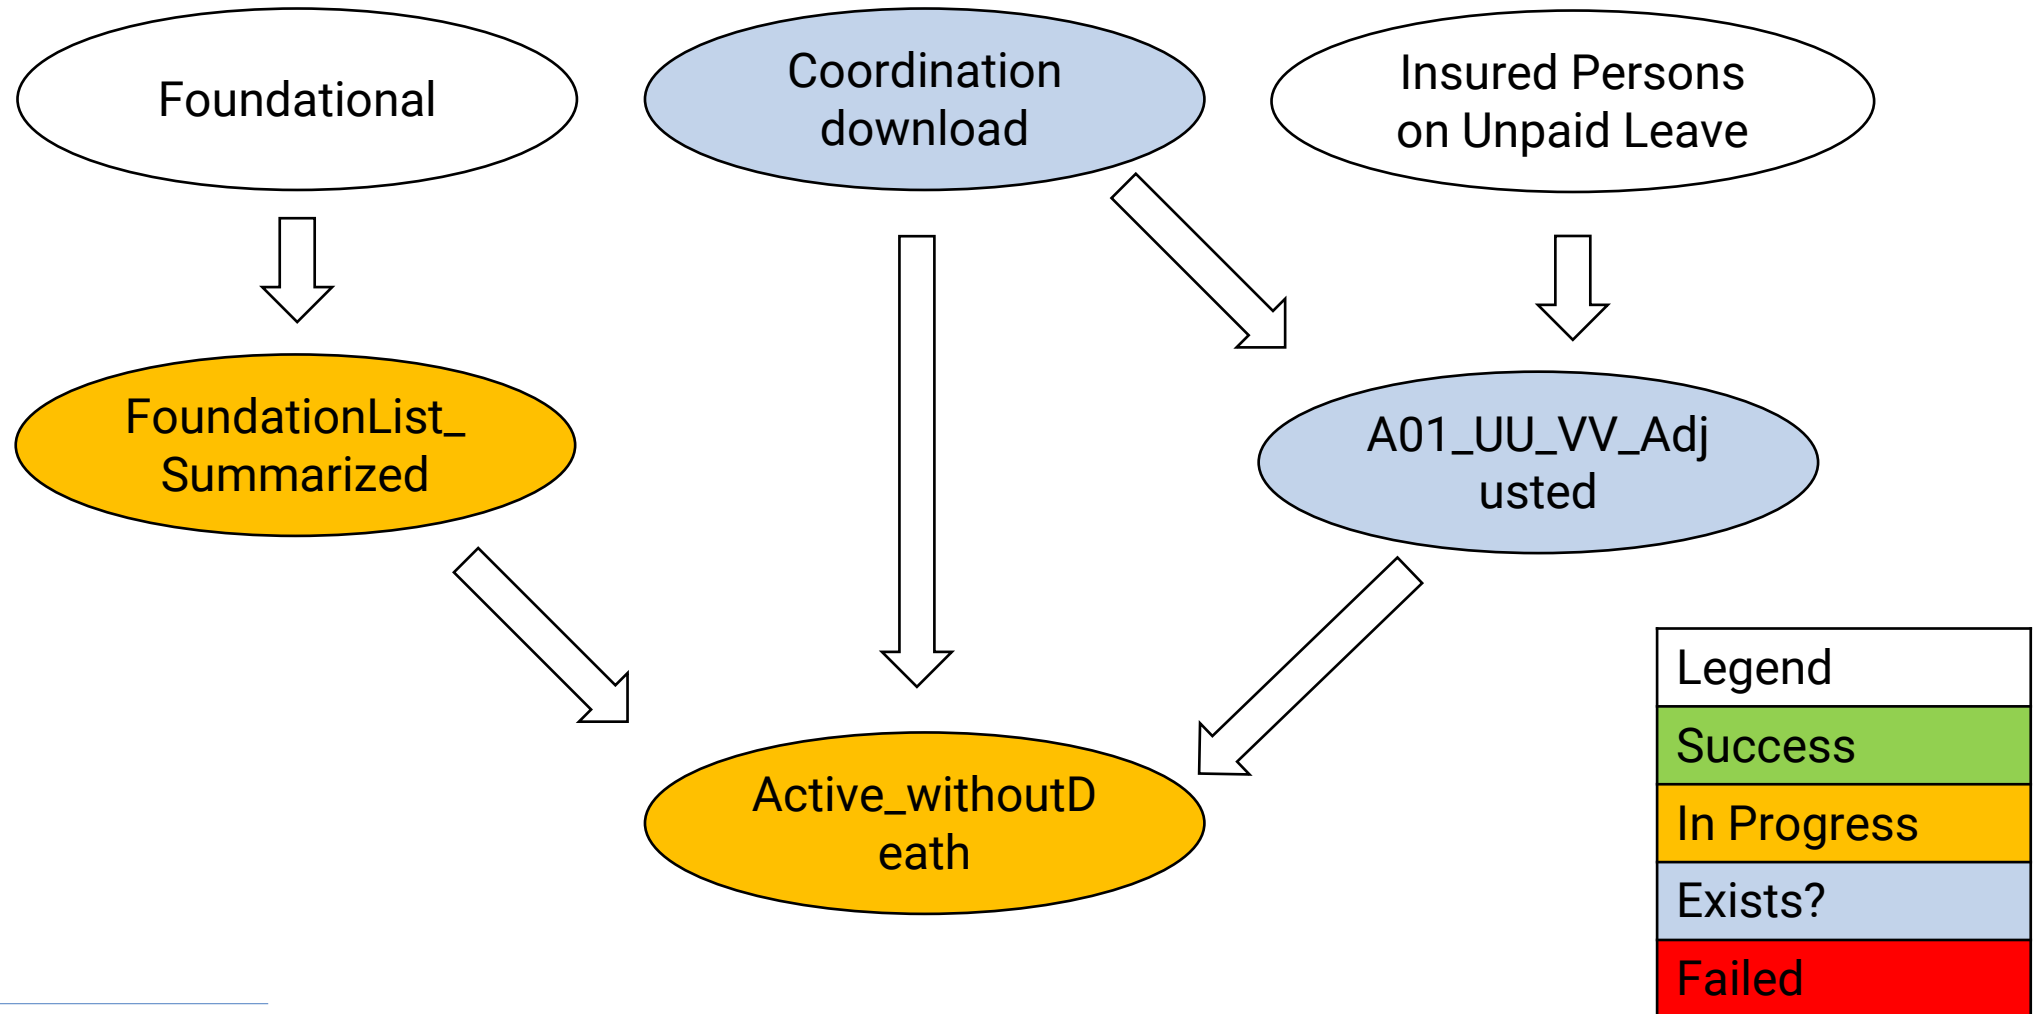 Foundational
Coordination
download
Insured Persons
on Unpaid Leave
FoundationList_
Summarized
A01_UU_VV_Adj
usted
Active_withoutD
eath
Legend
Success
In Progress
Exists?
Failed